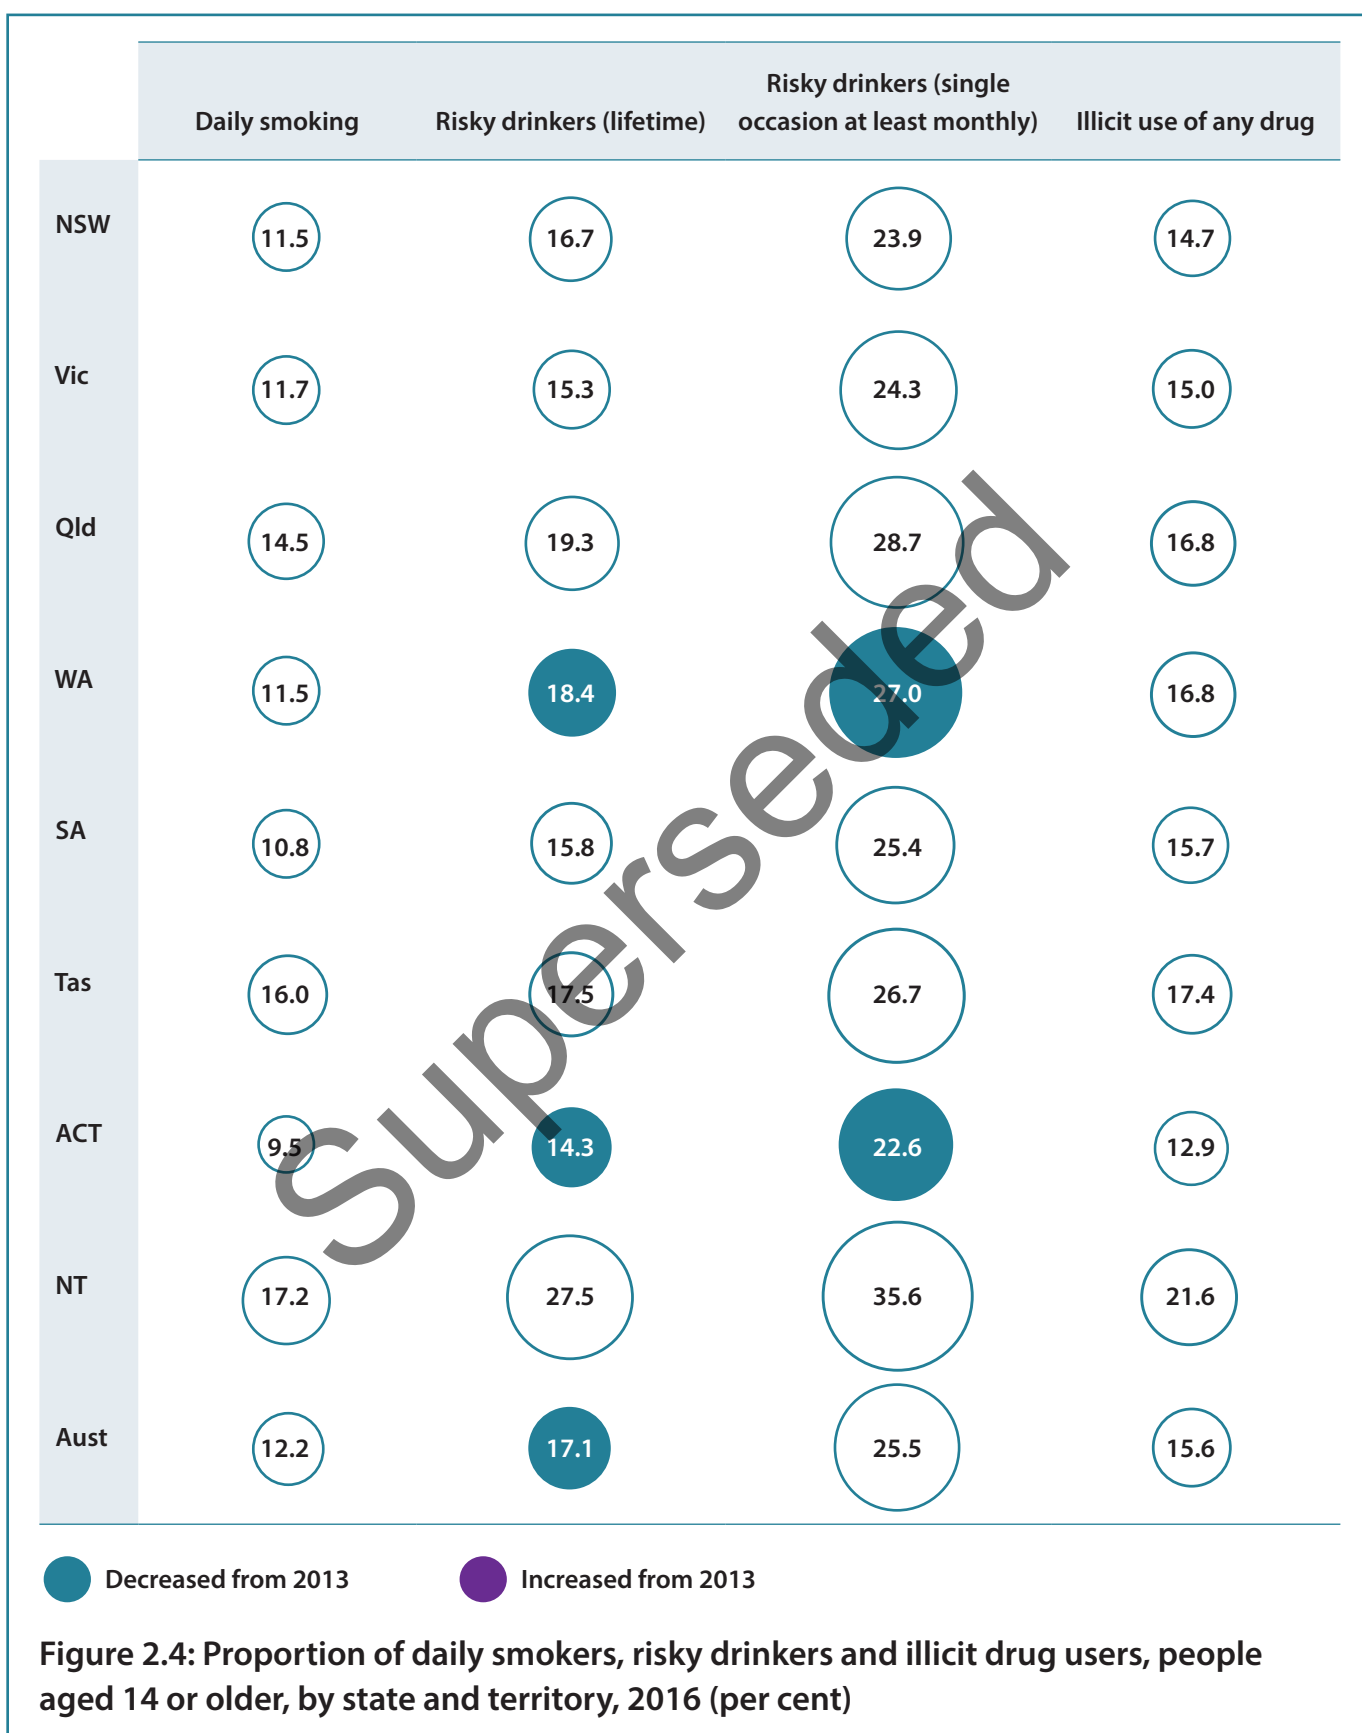 Daily smoking
Risky drinkers (lifetime)
Risky drinkers (single
occasion at least monthly)
Illicit use of any drug
NSW 11.5 16.7 23.9 14.7
Vic 11.7 15.3 24.3 15.0
Qld 14.5 19.3 28.7 16.8
WA 11.5 18.4 27.0 16.8
SA 10.8 15.8 25.4 15.7
Tas 16.0 17.5 26.7 17.4
ACT 9.5 14.3 22.6 12.9
NT 17.2 27.5 35.6 21.6
Aust 12.2 17.1 25.5 15.6
Superseded
Decreased from 2013
Increased from 2013
Figure 2.4: Proportion of daily smokers, risky drinkers and illicit drug users, people
aged 14 or older, by state and territory, 2016 (per cent)